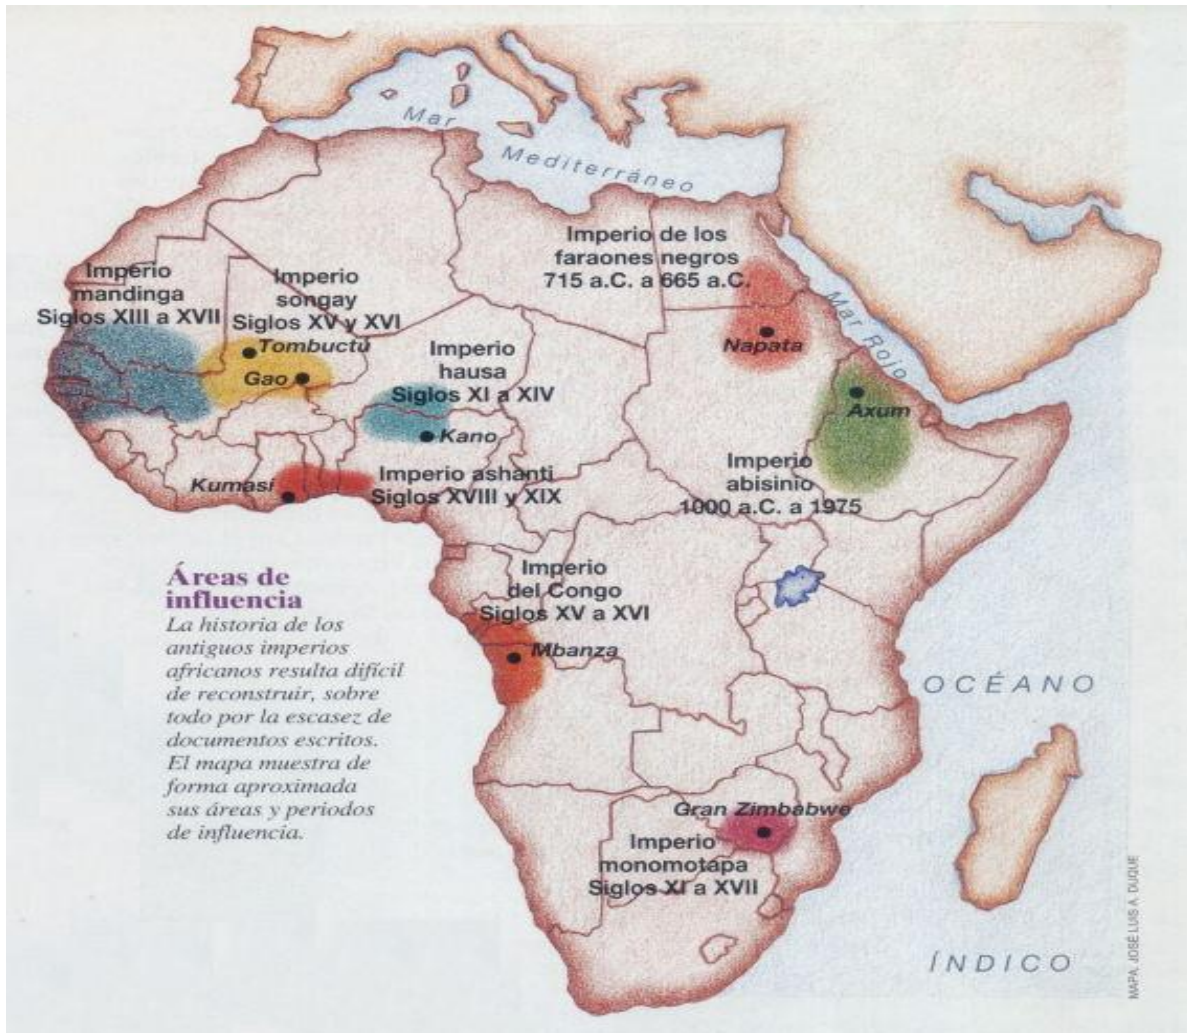 Mar
Mediterráneo
Imperio de los
faraones negros
715 a.C. a 665 a.C.
Imperio
mandinga
Siglos XIII a XVII
Imperio
songay
Siglos XV y XVI
Tombuctú
Gao
Imperio
hausa
Siglos XI a XIV
Kano
Napata
Mar Rojo
Axum
Imperio
abisinio
1000 a.C. a 1975
Kumasi
Imperio ashanti
Siglos XVIII y XIX
Imperio
del Congo
Siglos XV a XVI
Mbanza
Áreas de
influencia
La historia de los
antiguos imperios
africanos resulta difícil
de reconstruir, sobre
todo por la escasez de
documentos escritos.
El mapa muestra de
forma aproximada
sus áreas y periodos
de influencia.
OCÉANO
Gran Zimbabwe
Imperio
monomotapa
Siglos XI a XVII
ÍNDICO
MAPA: JOSÉ LUIS A. DUQUE